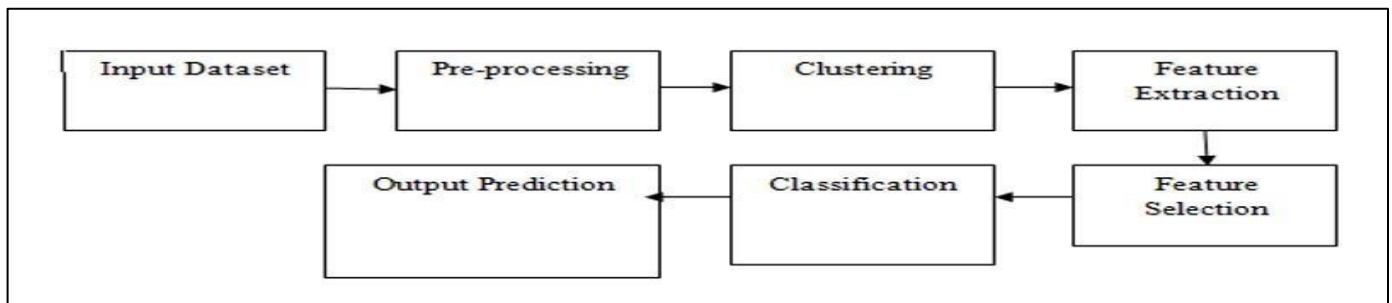 Input Dataset
Pre-processing
Clustering
Feature
Extraction
Feature
Selection
Classification
Output Prediction